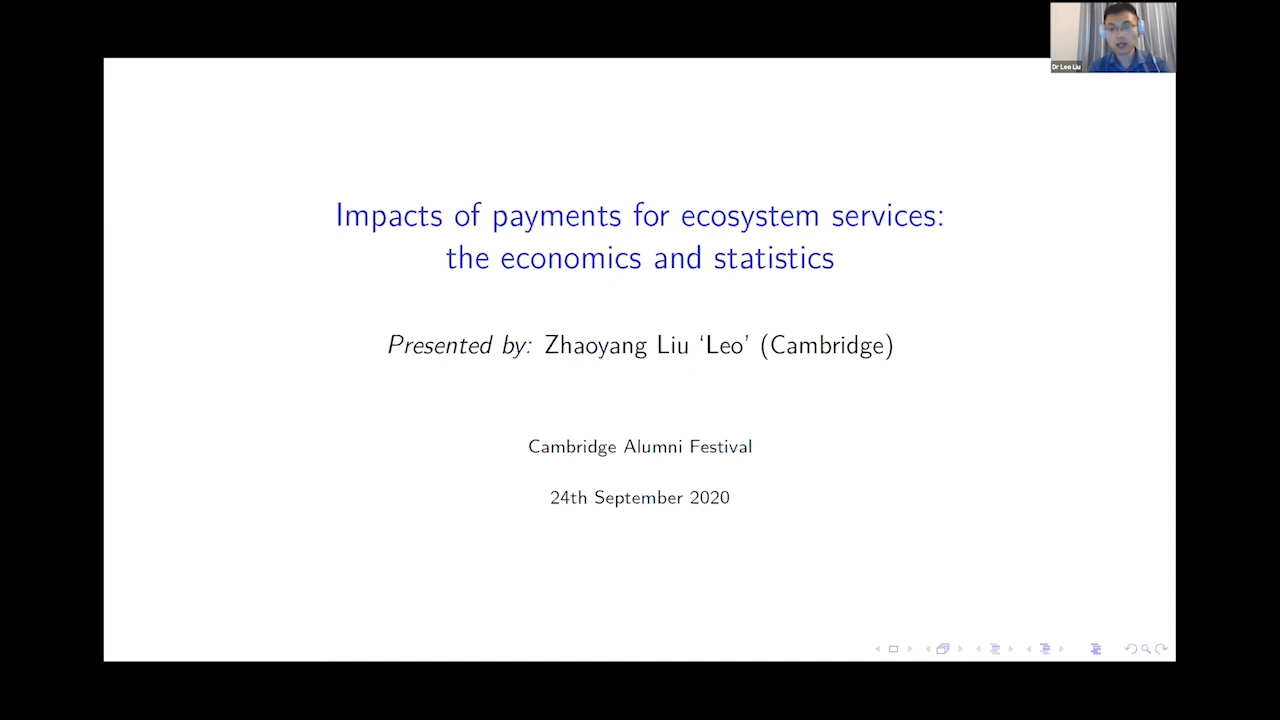 Dr Leo Liu
Impacts of payments for ecosystem services:
the economics and statistics
Presented by: Zhaoyang Liu ‘Leo’ (Cambridge)
Cambridge Alumni Festival
24th September 2020